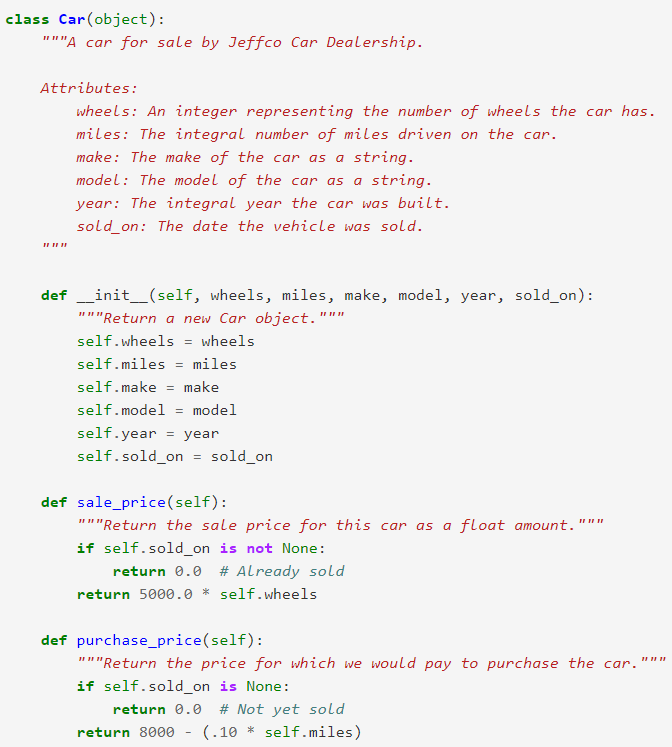 class Car(object):
    """A car for sale by Jeffco Car Dealership.

    Attributes:
        wheels: An integer representing the number of wheels the car has.
        miles: The integral number of miles driven on the car.
        make: The make of the car as a string.
        model: The model of the car as a string.
        year: The integral year the car was built.
        sold_on: The date the vehicle was sold.
    """

    def __init__(self, wheels, miles, make, model, year, sold_on):
        """Return a new Car object."""
        self.wheels = wheels
        self.miles = miles
        self.make = make
        self.model = model
        self.year = year
        self.sold_on = sold_on

    def sale_price(self):
        """Return the sale price for this car as a float amount."""
        if self.sold_on is not None:
            return 0.0  # Already sold
        return 5000.0 * self.wheels

    def purchase_price(self):
        """Return the price for which we would pay to purchase the car."""
        if self.sold_on is None:
            return 0.0  # Not yet sold
        return 8000 - (.10 * self.miles)